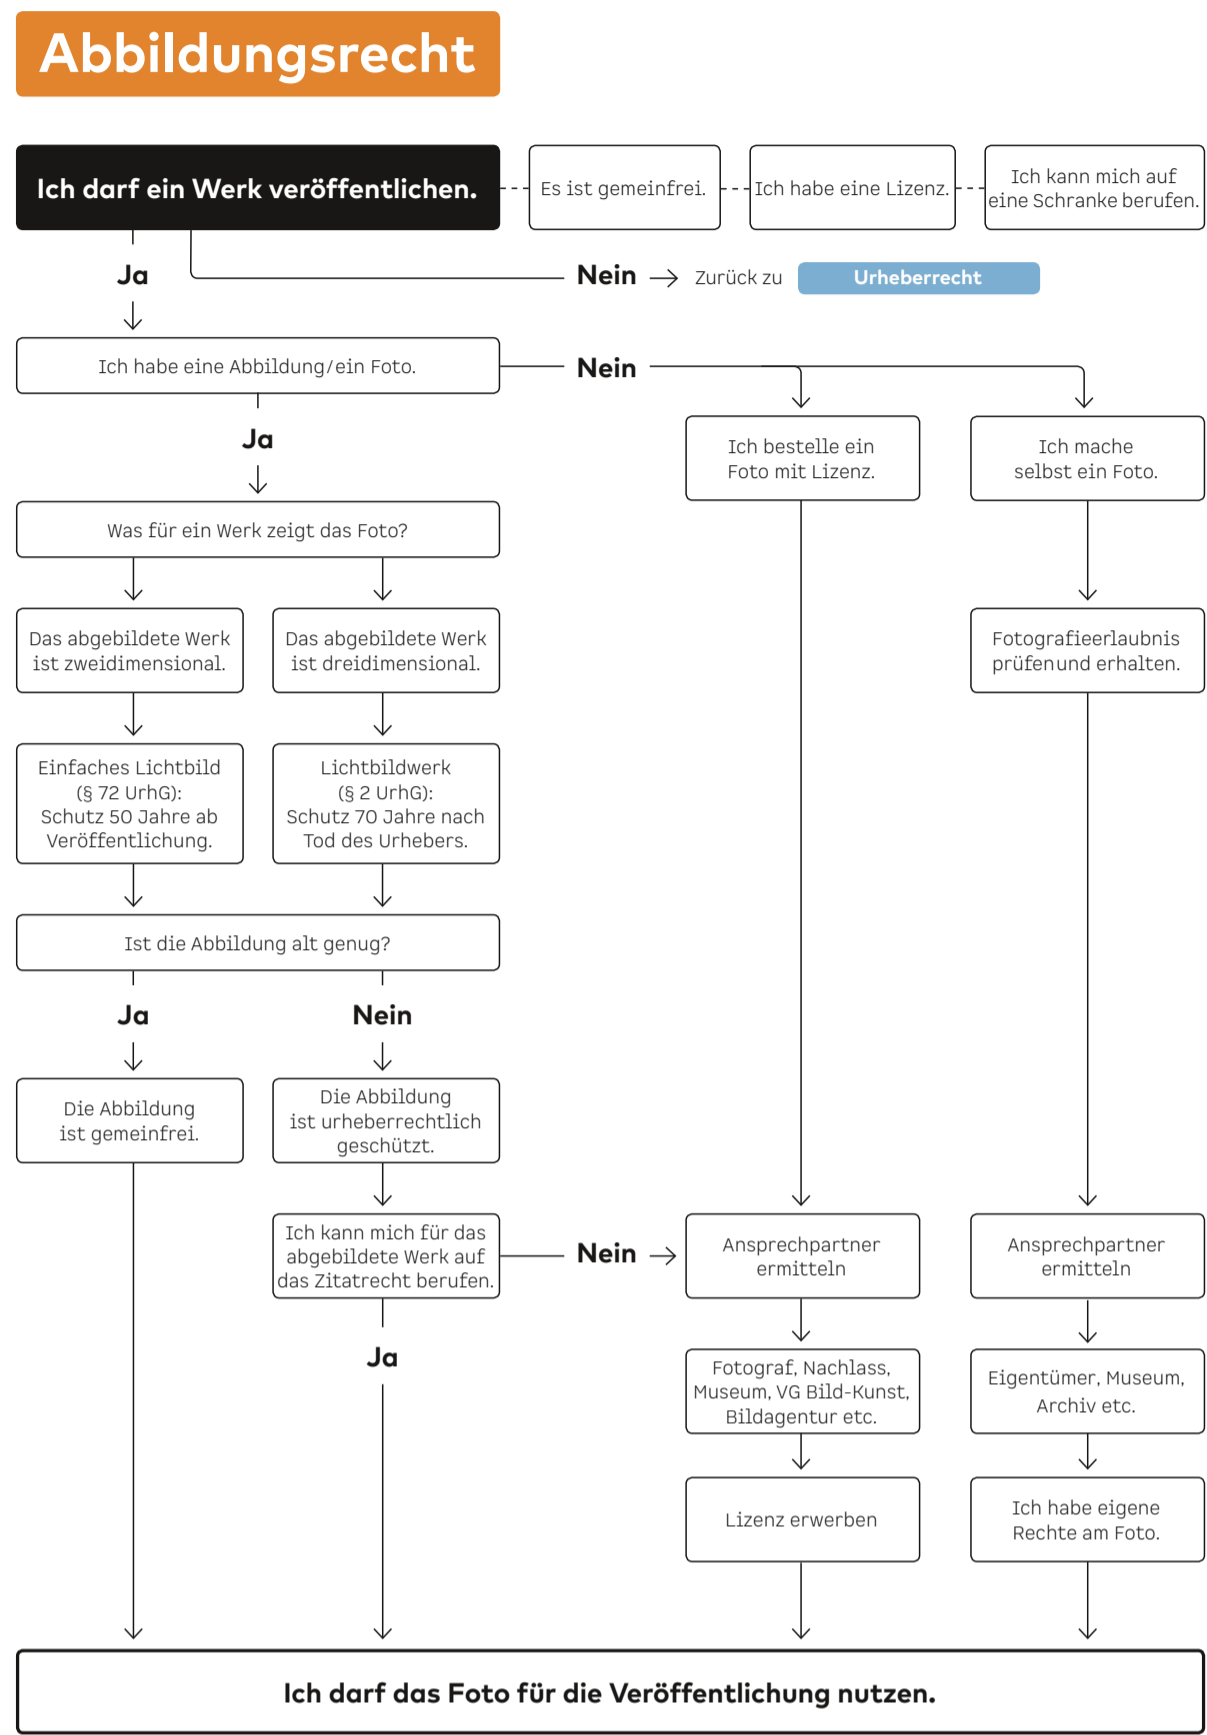 Abbildungsrecht
Ich darf ein Werk veröffentlichen.
Es ist gemeinfrei.
Ich habe eine Lizenz.
Ich kann mich auf
eine Schranke berufen.
Ja
Nein
Zurück zu
Urheberrecht
Ich habe eine Abbildung/ein Foto.
Nein
Ja
Ich bestelle ein
Foto mit Lizenz.
Ich mache
selbst ein Foto.
Was für ein Werk zeigt das Foto?
Das abgebildete Werk
ist zweidimensional.
Das abgebildete Werk
ist dreidimensional.
Fotografieerlaubnis
prüfenund erhalten.
Einfaches Lichtbild
(§ 72 UrhG):
Schutz 50 Jahre ab
Veröffentlichung.
Lichtbildwerk
(§ 2 UrhG):
Schutz 70 Jahre nach
Tod des Urhebers.
Ist die Abbildung alt genug?
Ja
Nein
Die Abbildung
ist gemeinfrei.
Die Abbildung
ist urheberrechtlich
geschützt.
Ich kann mich für das
abgebildete Werk auf
das Zitatrecht berufen.
Nein
Ansprechpartner
ermitteln
Ansprechpartner
ermitteln
Ja
Fotograf, Nachlass,
Museum, VG Bild-Kunst,
Bildagentur etc.
Eigentümer, Museum,
Archiv etc.
Lizenz erwerben
Ich habe eigene
Rechte am Foto.
Ich darf das Foto für die Veröffentlichung nutzen.